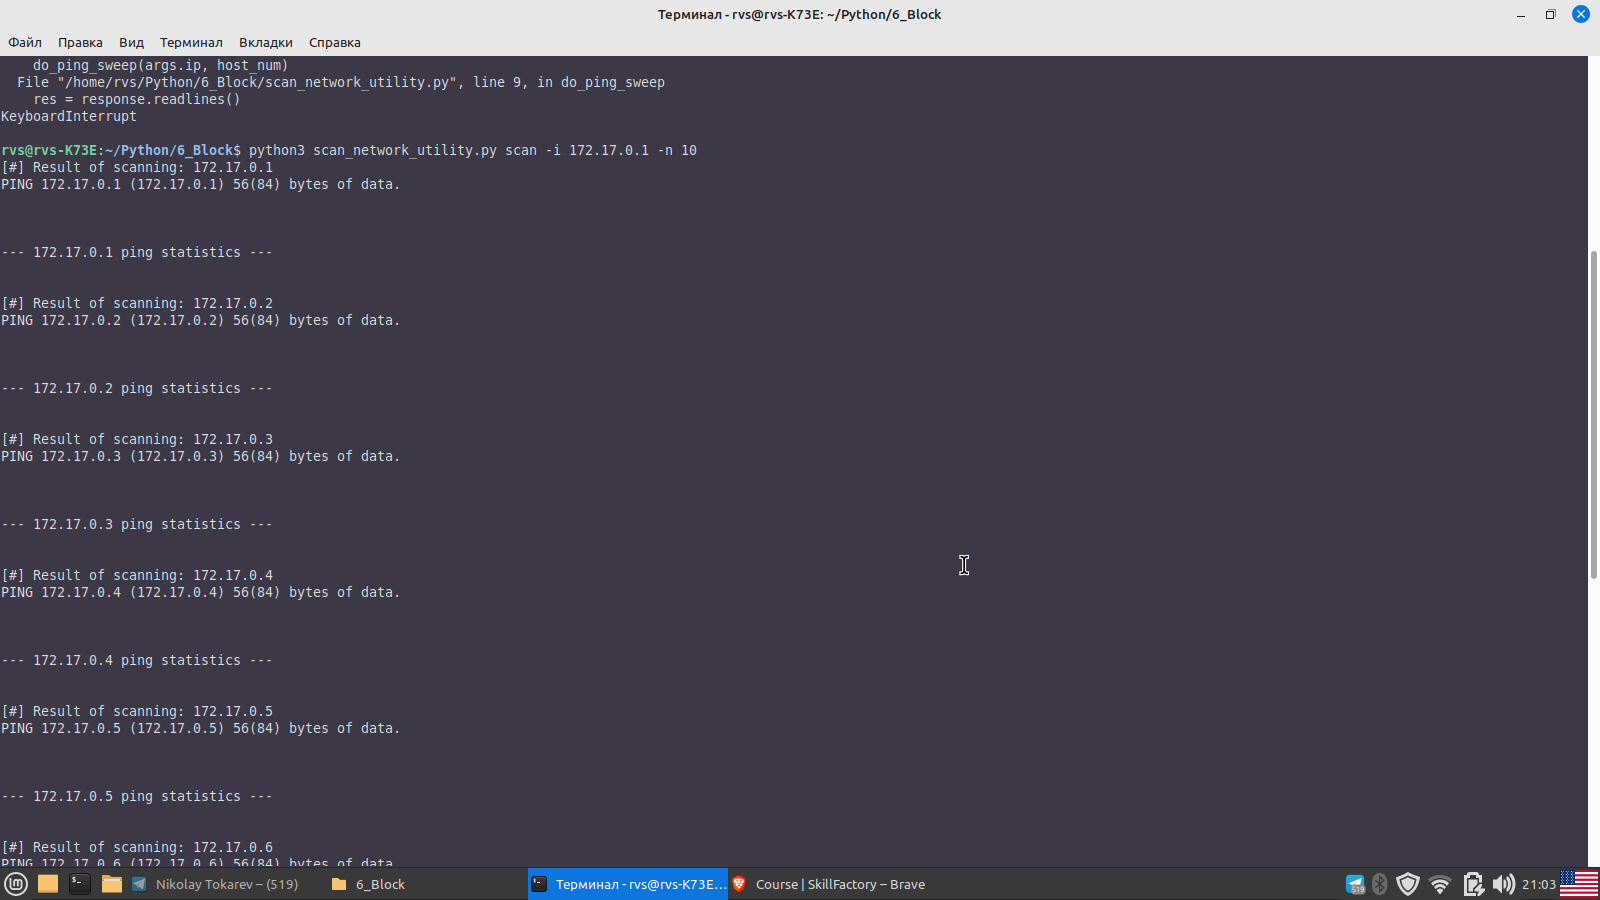 Терминал - rvs@rvs-K73E: ~/Python/6_Block
Файл Правка Вид Терминал Вкладки Справка
    do_ping_sweep(args.ip, host_num)
  File "/home/rvs/Python/6_Block/scan_network_utility.py", line 9, in do_ping_sweep
    res = response.readlines()
KeyboardInterrupt
rvs@rvs-K73E:~/Python/6_Block$ python3 scan_network_utility.py scan -i 172.17.0.1 -n 10
[#] Result of scanning: 172.17.0.1
PING 172.17.0.1 (172.17.0.1) 56(84) bytes of data.
--- 172.17.0.1 ping statistics ---
[#] Result of scanning: 172.17.0.2
PING 172.17.0.2 (172.17.0.2) 56(84) bytes of data.
--- 172.17.0.2 ping statistics ---
[#] Result of scanning: 172.17.0.3
PING 172.17.0.3 (172.17.0.3) 56(84) bytes of data.
--- 172.17.0.3 ping statistics ---
[#] Result of scanning: 172.17.0.4
PING 172.17.0.4 (172.17.0.4) 56(84) bytes of data.
--- 172.17.0.4 ping statistics ---
[#] Result of scanning: 172.17.0.5
PING 172.17.0.5 (172.17.0.5) 56(84) bytes of data.
--- 172.17.0.5 ping statistics ---
[#] Result of scanning: 172.17.0.6
PING 172.17.0.6 (172.17.0.6) 56(84) bytes of data.
Nikolay Tokarev – (519) 6_Block Терминал - rvs@rvs-K73E... Course | SkillFactory – Brave 519 21:03